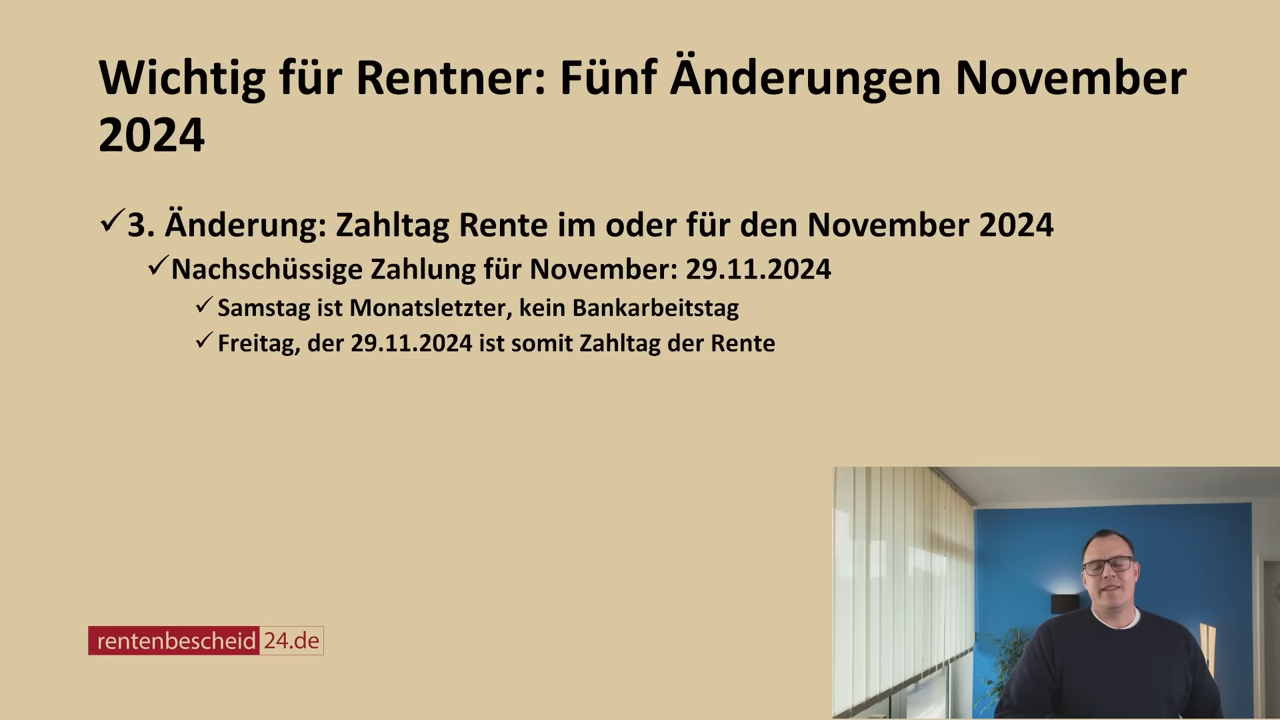 Wichtig für Rentner: Fünf Änderungen November
2024
✓3. Änderung: Zahltag Rente im oder für den November 2024
✓Nachschüssige Zahlung für November: 29.11.2024
✓Samstag ist Monatsletzter, kein Bankarbeitstag
✓Freitag, der 29.11.2024 ist somit Zahltag der Rente
rentenbescheid 24.de